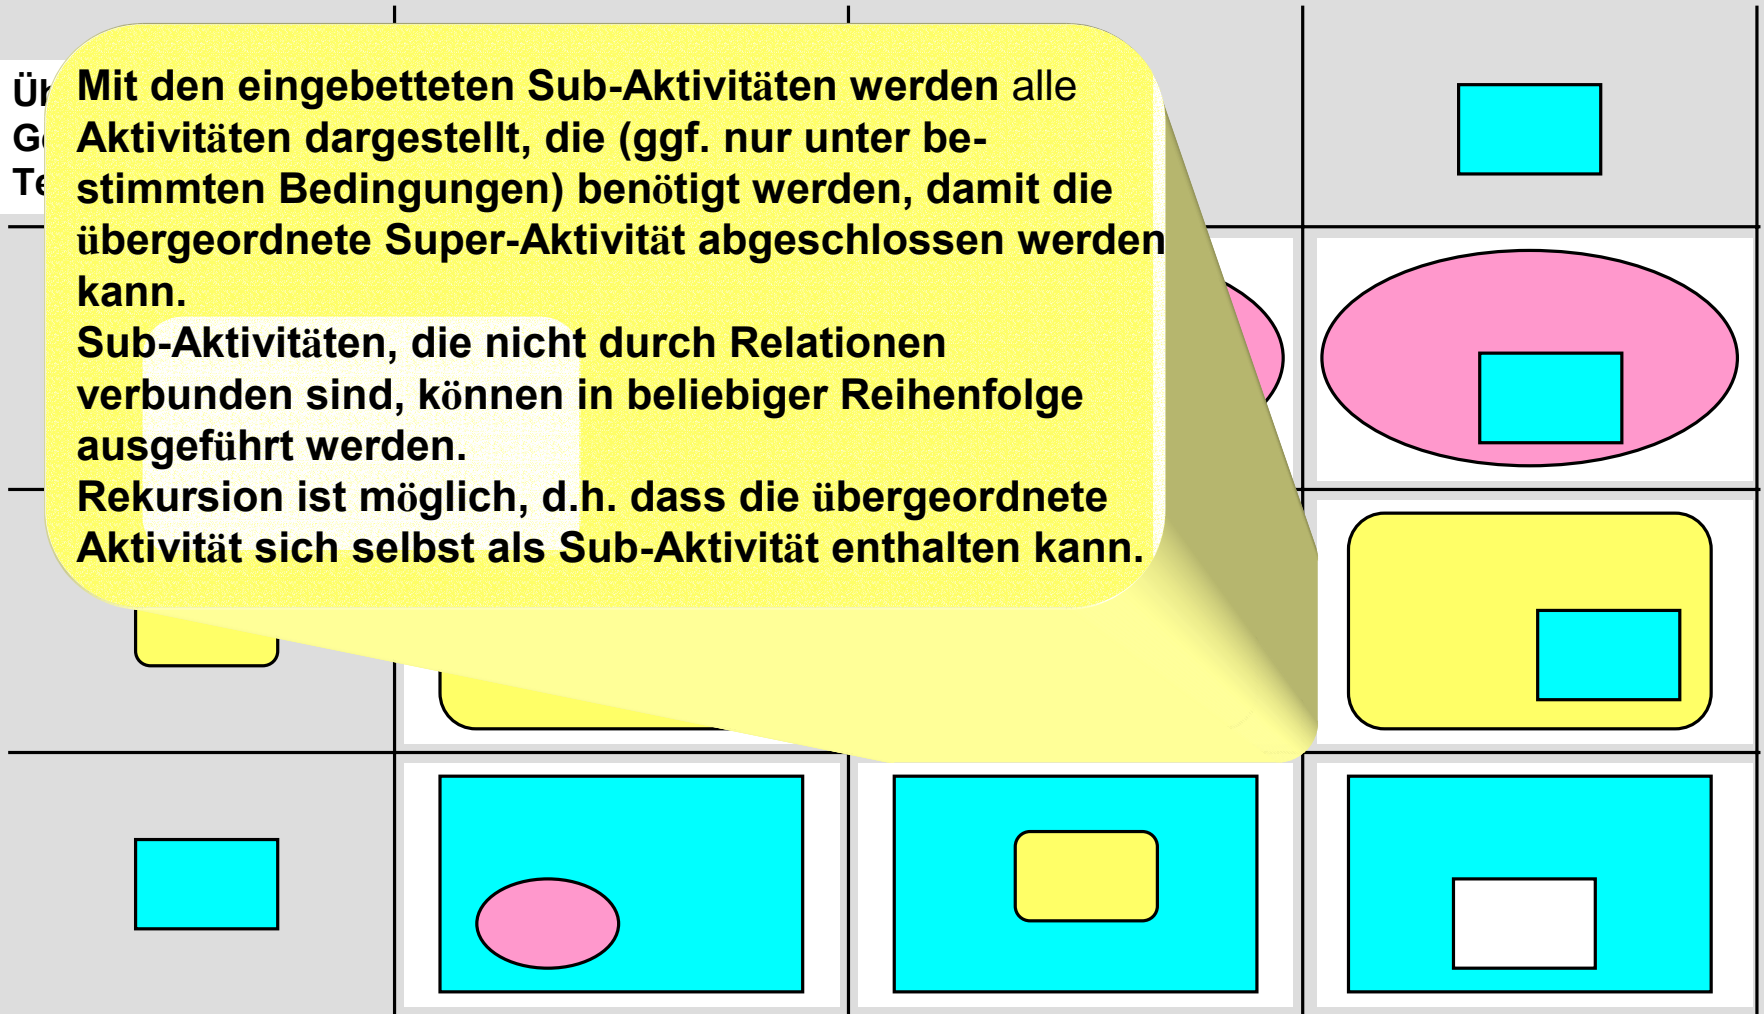 Mit den eingebetteten Sub-Aktivitäten werden alle
Aktivitäten dargestellt, die (ggf. nur unter be-
stimmten Bedingungen) benötigt werden, damit die
übergeordnete Super-Aktivität abgeschlossen werden
kann.
Sub-Aktivitäten, die nicht durch Relationen
verbunden sind, können in beliebiger Reihenfolge
ausgeführt werden.
Rekursion ist möglich, d.h. dass die übergeordnete
Aktivität sich selbst als Sub-Aktivität enthalten kann.